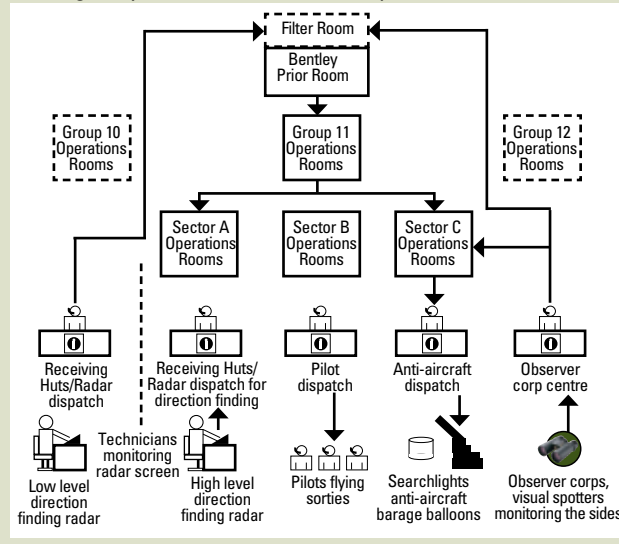 Filter Room
Bentley
Prior Room
Group 10
Operations
Rooms
Group 11
Operations
Rooms
Group 12
Operations
Rooms
Sector A
Operations
Rooms
Sector B
Operations
Rooms
Sector C
Operations
Rooms
Receiving
Huts/Radar
dispatch
Receiving Huts/
Radar dispatch for
direction finding
Pilot
dispatch
Anti-aircraft
dispatch
Observer
corp centre
Technicians
monitoring
radar screen
Low level
direction
finding radar
High level
direction
finding radar
Pilots flying
sorties
Searchlights
anti-aircraft
barage balloons
Observer corps,
visual spotters
monitoring the sides